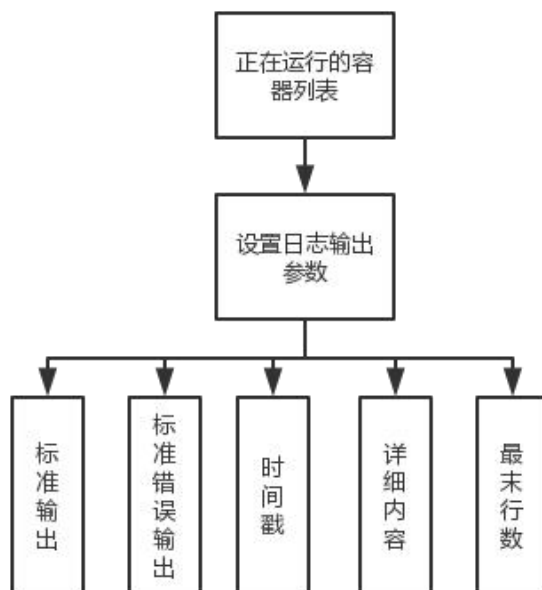 正在运行的容
器列表
设置日志输出
参数
标准输出
标准错误输出
时间戳
详细内容
最末行数